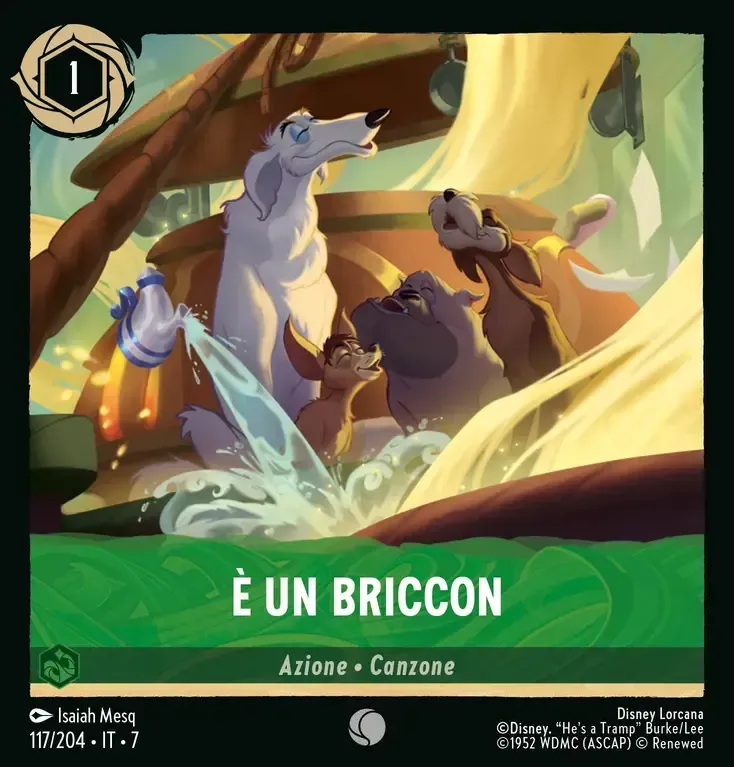 1
È UN BRICCON
Azione • Canzone
Isaiah Mesq
117/204 • IT • 7
Disney Lorcana
©Disney. “He’s a Tramp” Burke/Lee
©1952 WDMC (ASCAP) © Renewed